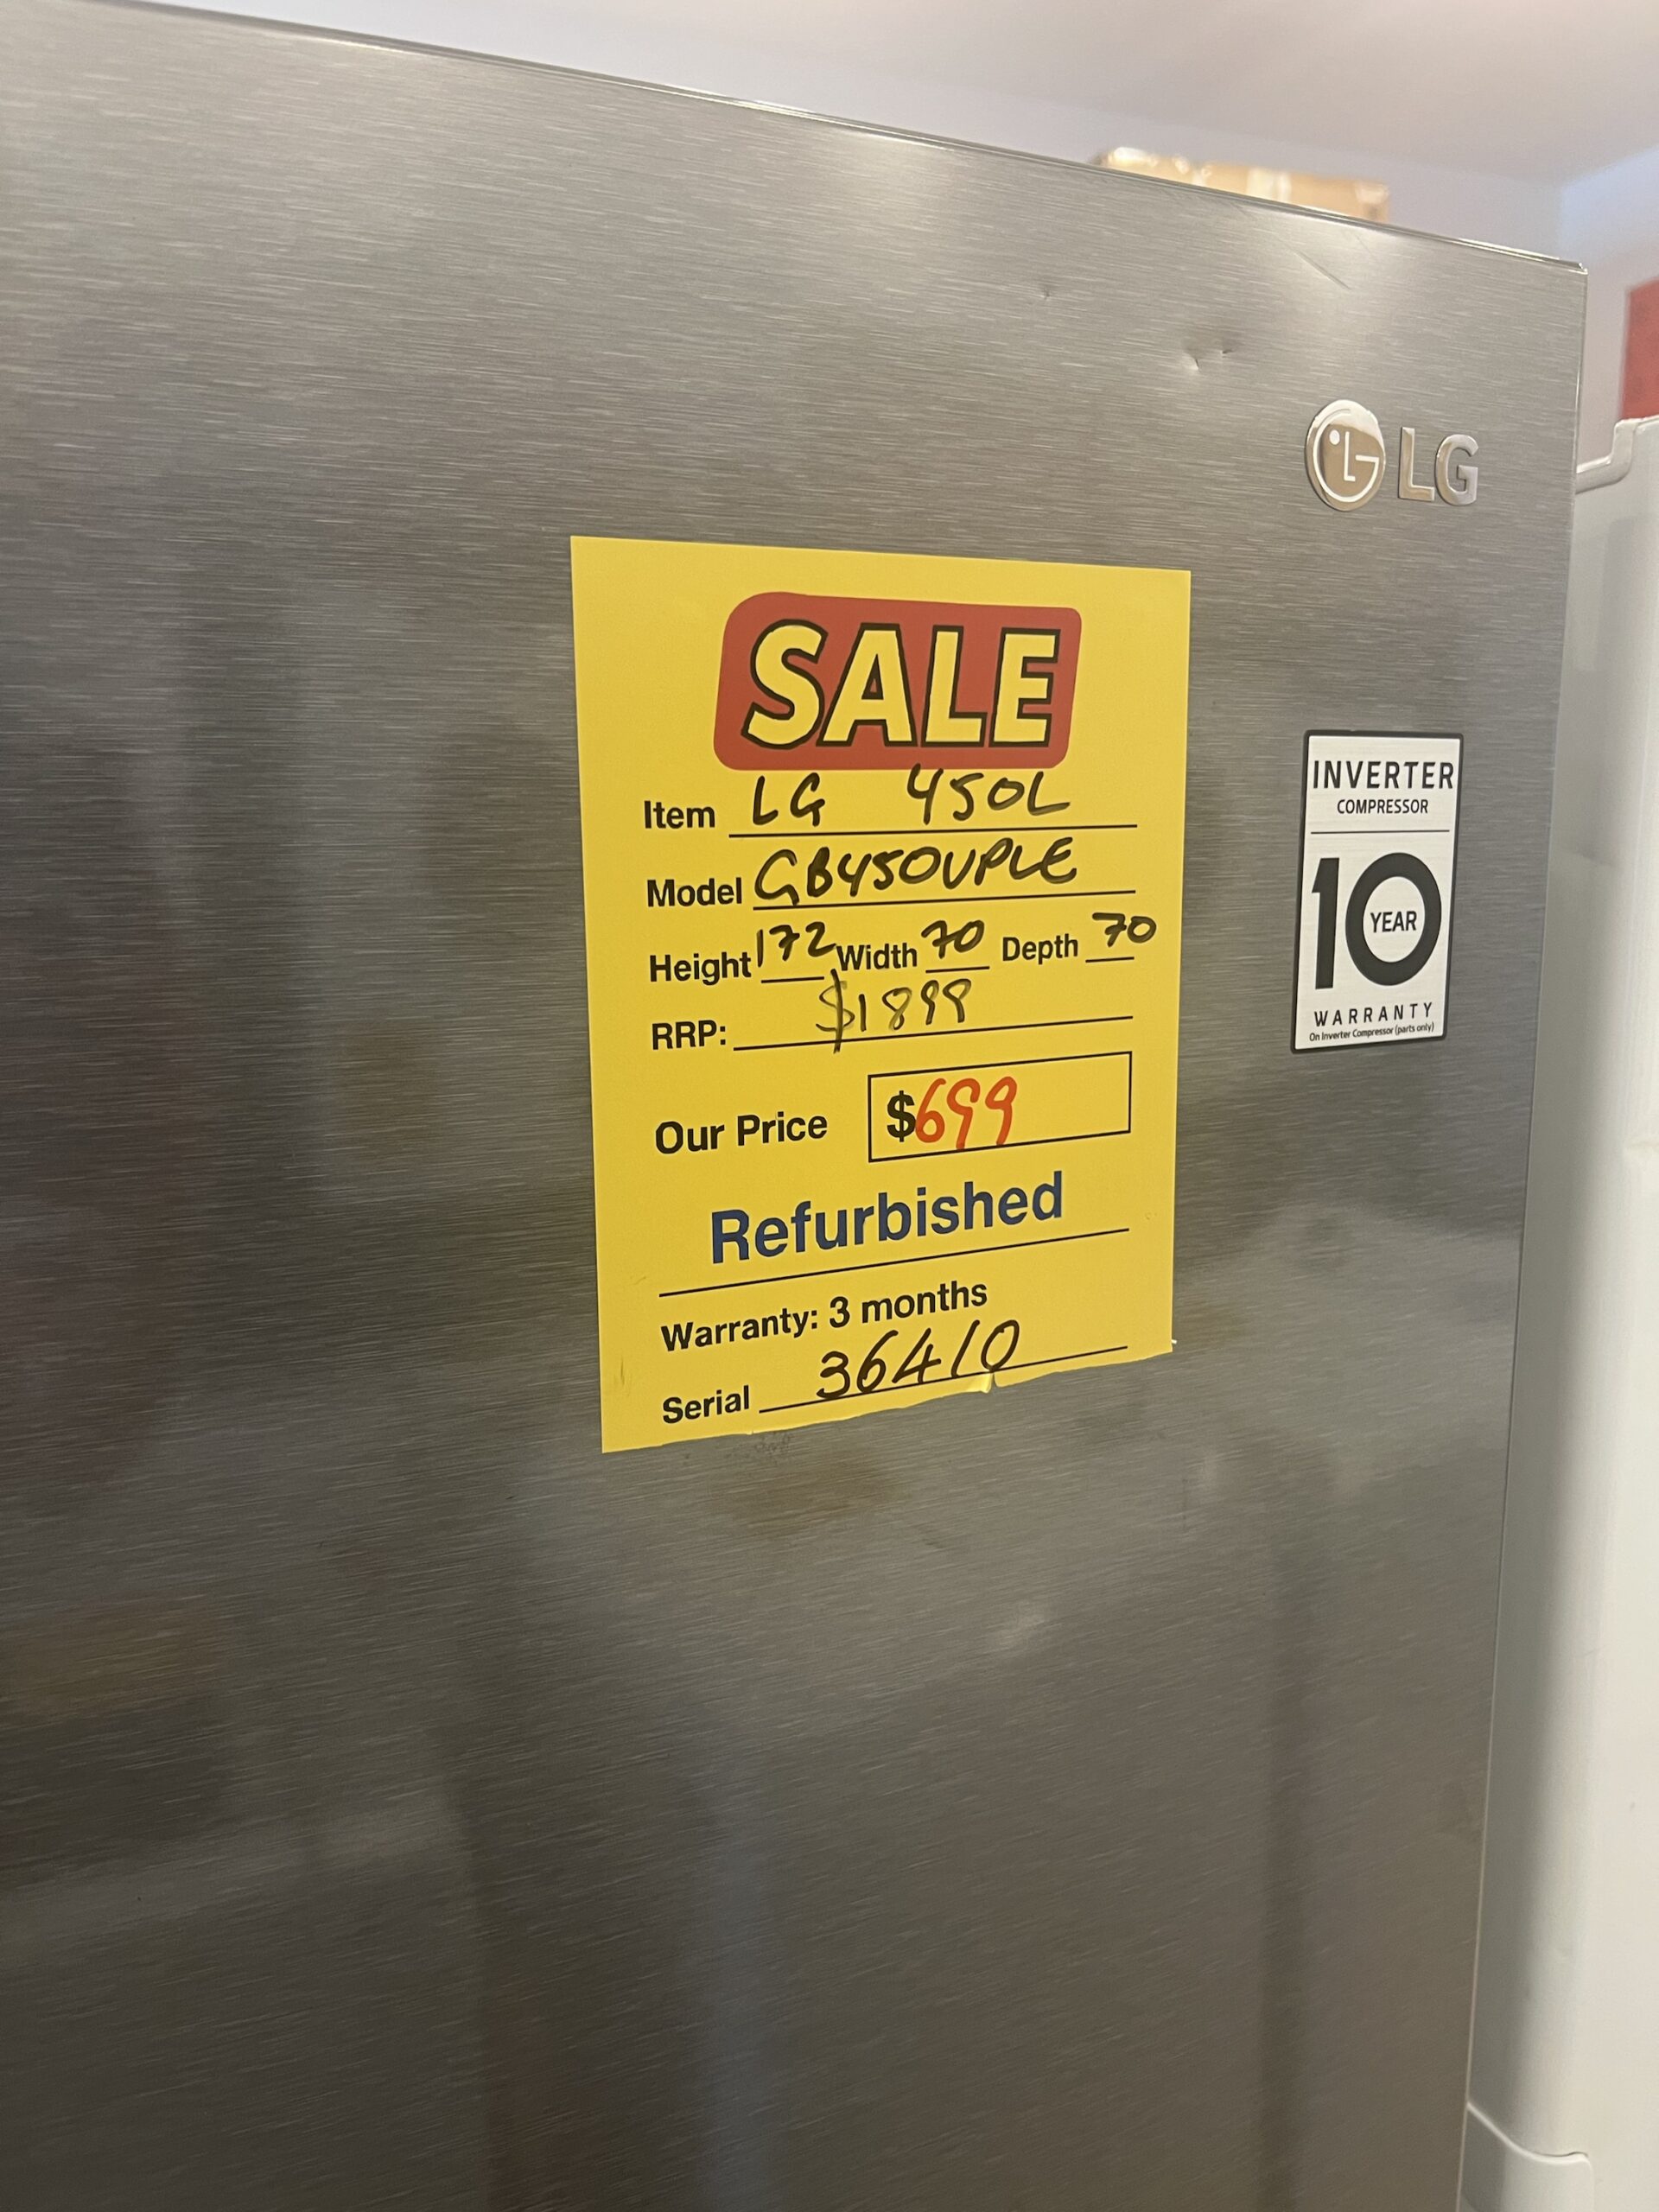 LG LG
SALE
Item LG 450L
Model GB450UPLE
Height 172 Width 70 Depth 70
RRP: $1899
Our Price $699
Refurbished
Warranty: 3 months
Serial 36410
INVERTER
COMPRESSOR
10
YEAR
WARRANTY
On Inverter Compressor (parts only)